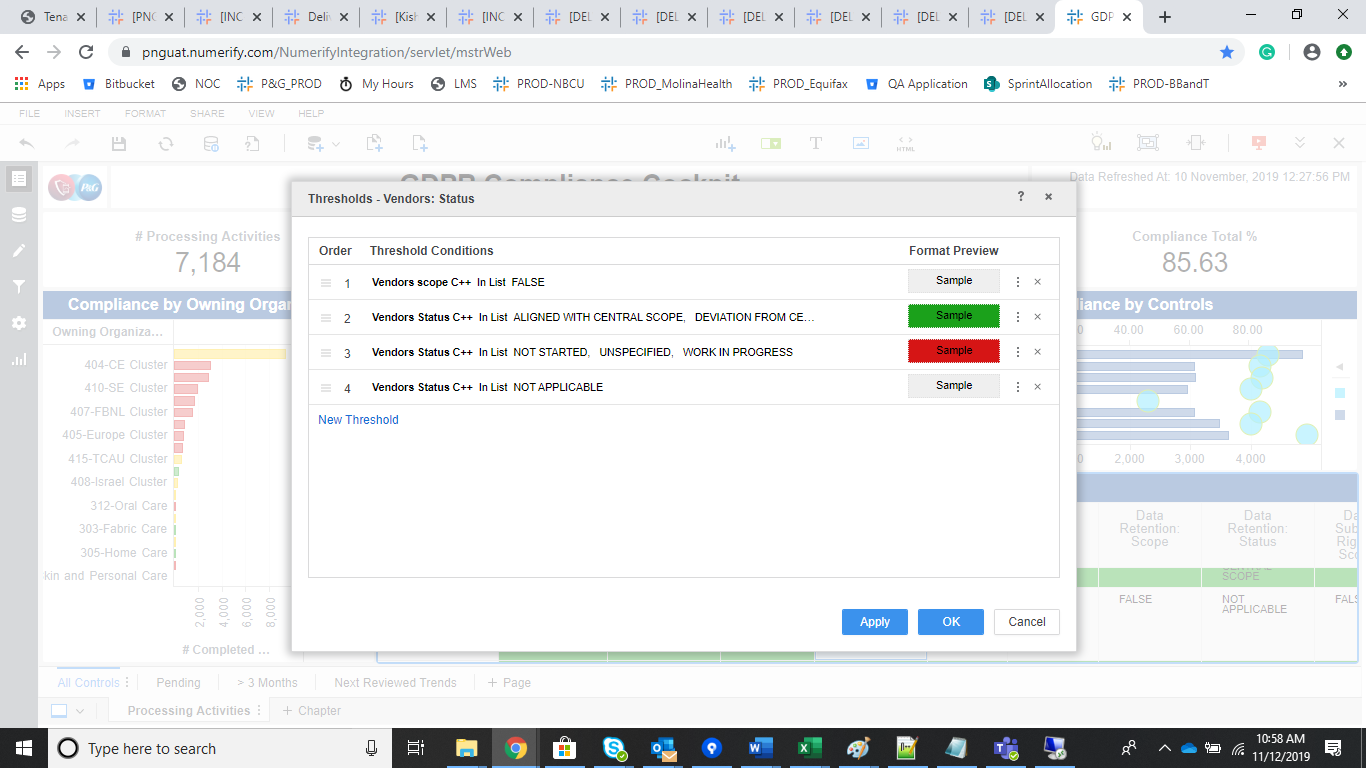 Tena
[PNC
[INC
Deliv
[Kish
[INC
[DEL
[DEL
[DEL
[DEL
[DEL
[DEL
GDP
pnguat.numerify.com/NumerifyIntegration/servlet/mstrWeb
Apps
Bitbucket
NOC
P&G_PROD
My Hours
LMS
PROD-NBCU
PROD_MolinaHealth
PROD_Equifax
QA Application
SprintAllocation
PROD-BBandT
FILE
INSERT
FORMAT
SHARE
VIEW
HELP
HTML
P&G
GDPR Compliance Cockpit
Data Refreshed At: 10 November, 2019 12:27:56 PM
# Processing Activities
7,184
Compliance Total %
85.63
Compliance by Owning Orga
liance by Controls
Thresholds - Vendors: Status
?
Order Threshold Conditions Format Preview
1 Vendors scope C++ In List FALSE Sample
2 Vendors Status C++ In List ALIGNED WITH CENTRAL SCOPE, DEVIATION FROM CE... Sample
3 Vendors Status C++ In List NOT STARTED, UNSPECIFIED, WORK IN PROGRESS Sample
4 Vendors Status C++ In List NOT APPLICABLE Sample
New Threshold
Apply
OK
Cancel
Owning Organiza...
404-CE Cluster
410-SE Cluster
407-FBNL Cluster
405-Europe Cluster
415-TCAU Cluster
408-Israel Cluster
312-Oral Care
303-Fabric Care
305-Home Care
kin and Personal Care
2,000
4,000
6,000
8,000
# Completed ...
0 40.00 60.00 80.00
0 2,000 3,000 4,000
Data
Retention:
Scope
Data
Retention:
Status
Da
Sub
Rig
Sco
SCOPE
FALSE
NOT
APPLICABLE
FALS
All Controls
Pending
> 3 Months
Next Reviewed Trends
+ Page
Processing Activities
+ Chapter
Type here to search
10:58 AM
11/12/2019